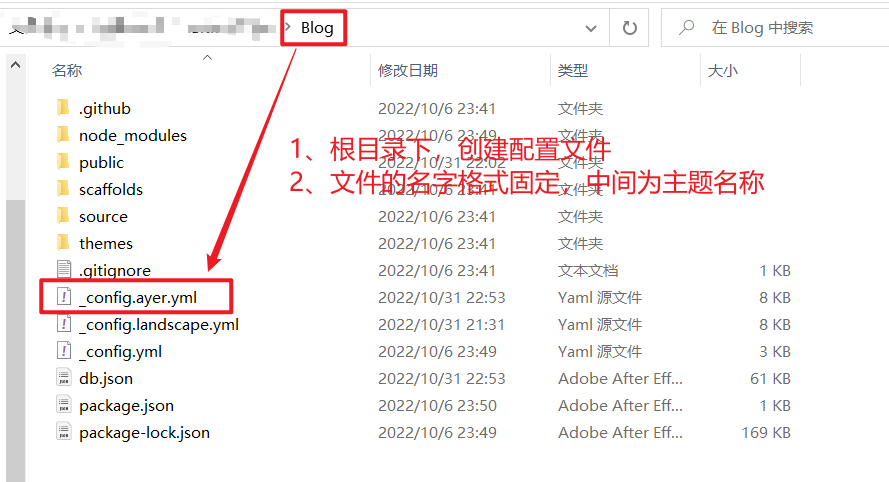 Blog
在 Blog 中搜索
名称 修改日期 类型 大小
.github 2022/10/6 23:41 文件夹
node_modules 2022/10/6 23:49 文件夹
1、根目录下，创建配置文件
public 2022/10/31 22:02 文件夹
2、文件的名字格式固定，中间为主题名称
scaffolds 2022/10/6 23:41 文件夹
source 2022/10/6 23:41 文件夹
themes 2022/10/6 23:41 文件夹
.gitignore 2022/10/6 23:41 文本文档 1 KB
_config.ayer.yml 2022/10/31 22:53 Yaml 源文件 8 KB
_config.landscape.yml 2022/10/31 21:31 Yaml 源文件 8 KB
_config.yml 2022/10/6 23:49 Yaml 源文件 3 KB
db.json 2022/10/31 22:53 Adobe After Eff... 61 KB
package.json 2022/10/6 23:50 Adobe After Eff... 1 KB
package-lock.json 2022/10/6 23:49 Adobe After Eff... 169 KB